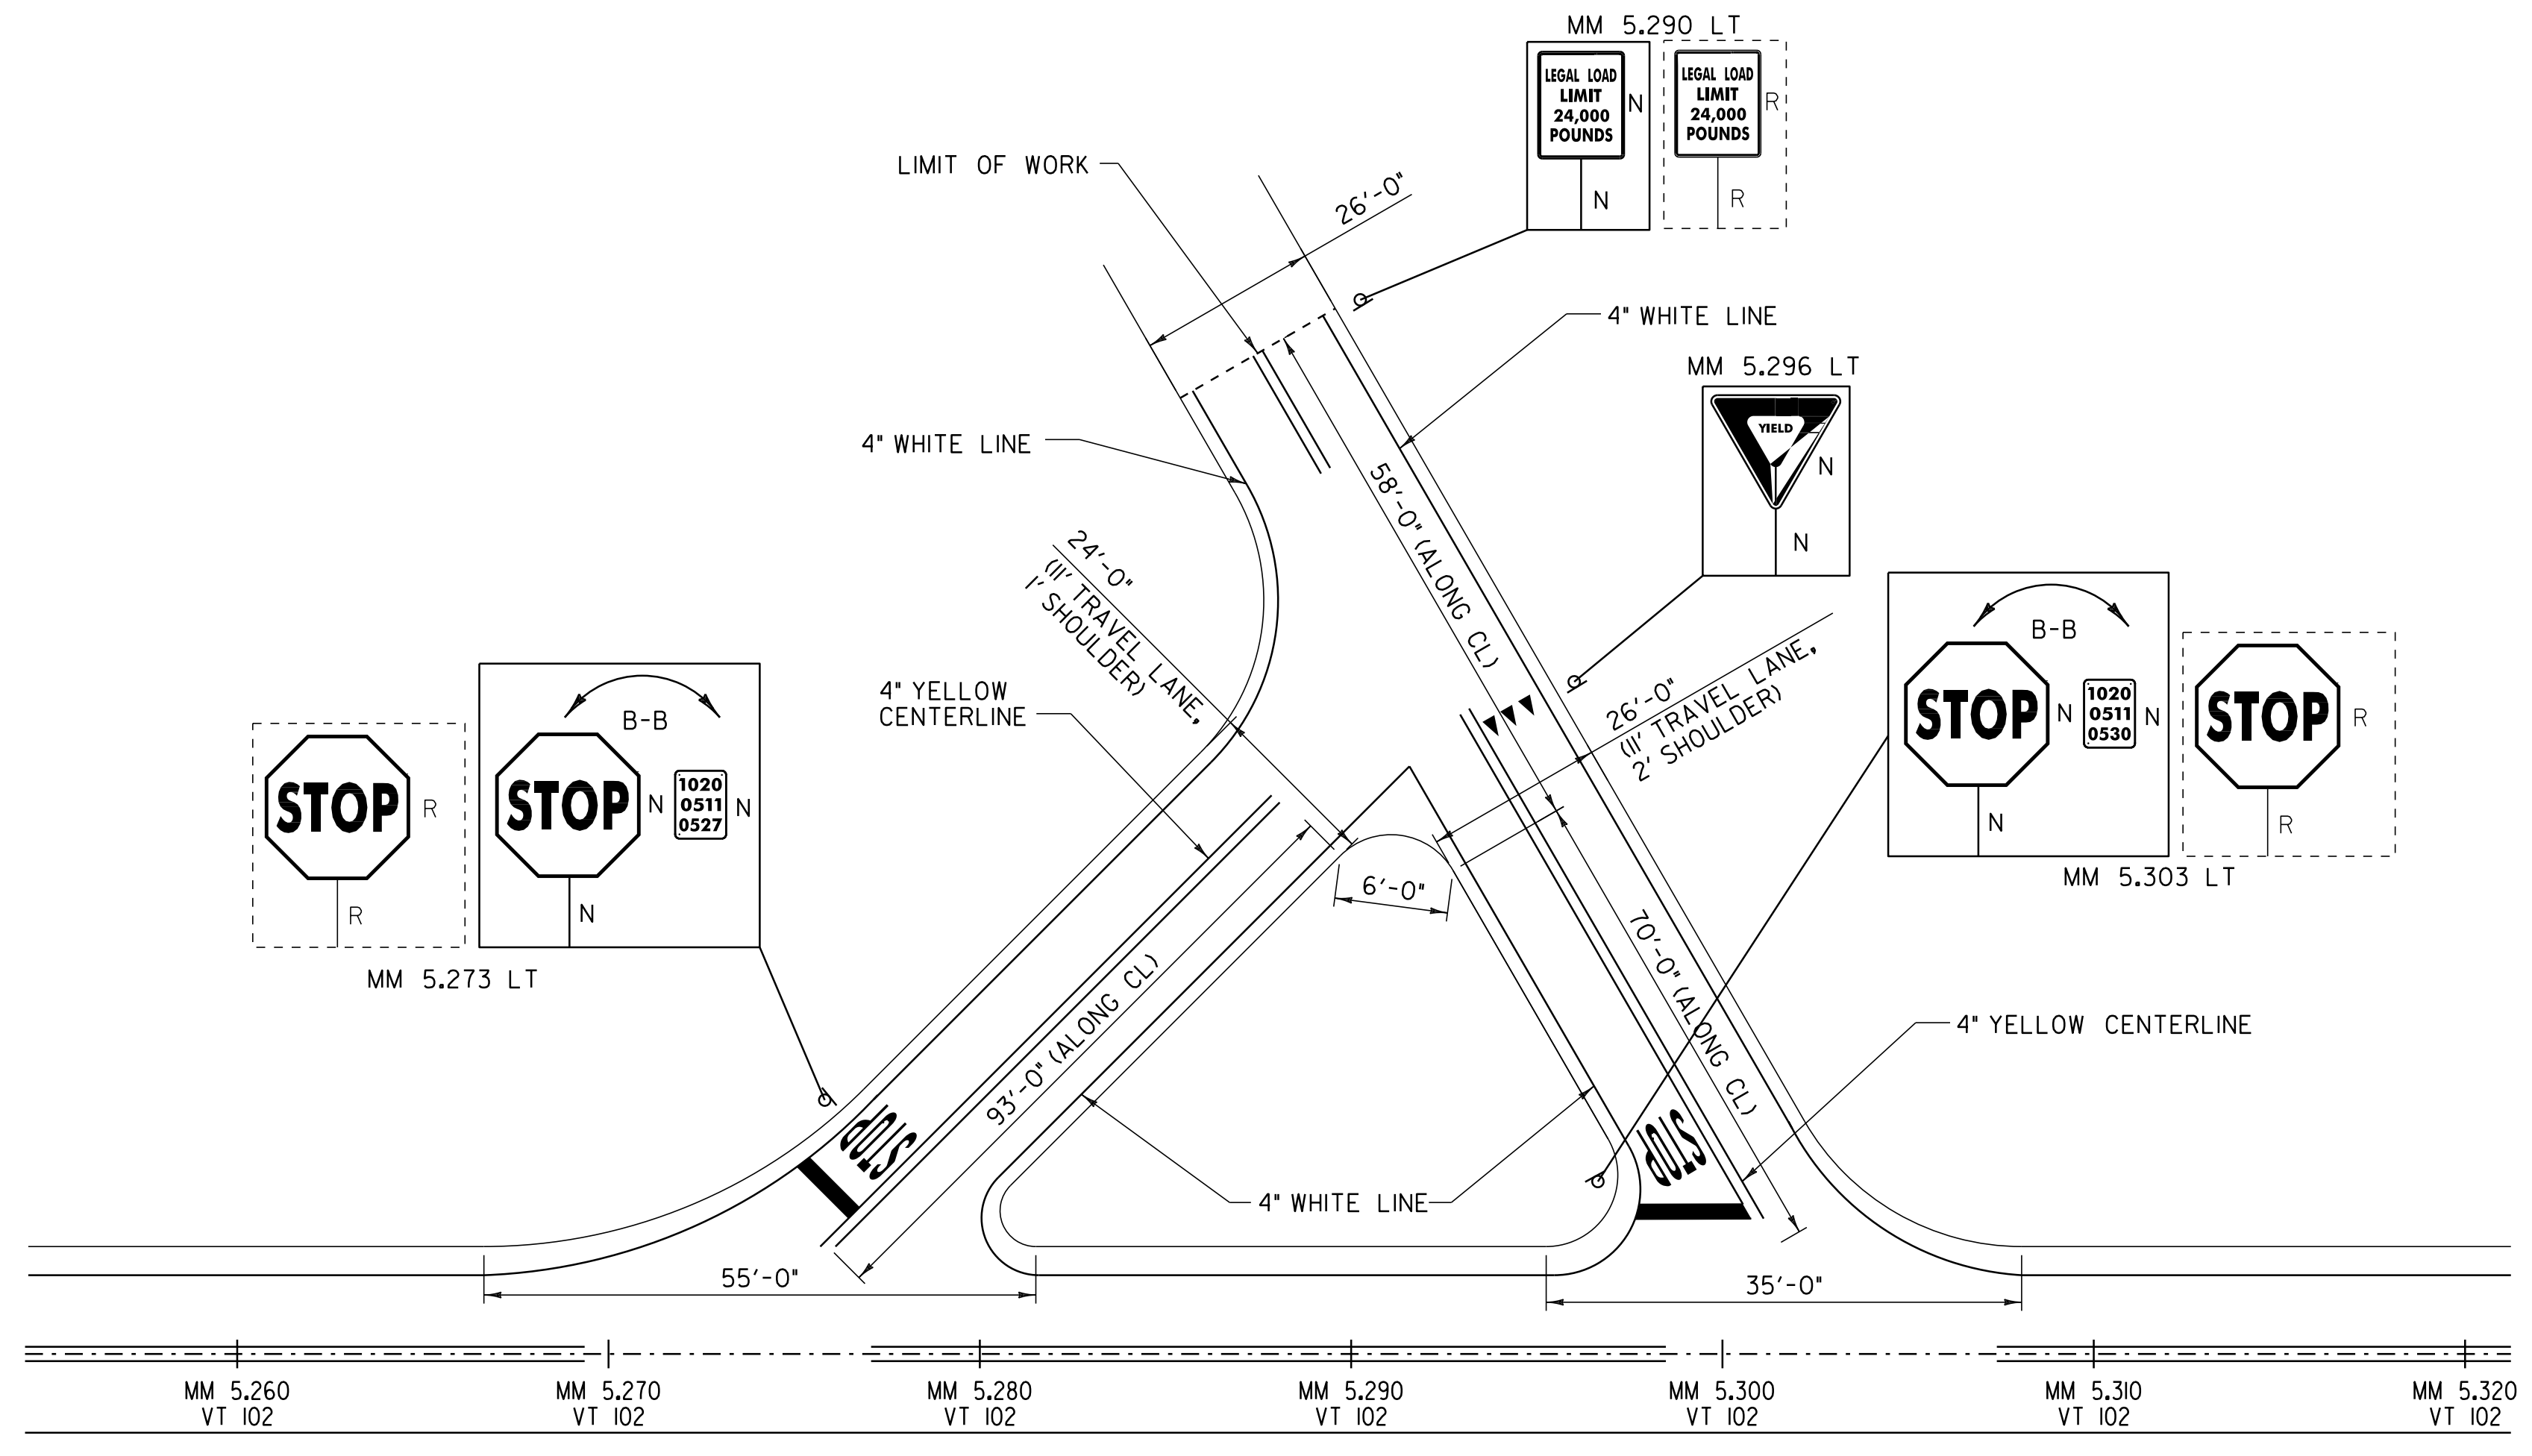 MM 5.290 LT
LEGAL LOAD
LIMIT
24,000
POUNDS
N
N
LEGAL LOAD
LIMIT
24,000
POUNDS
R
R
LIMIT OF WORK
26'-0"
4" WHITE LINE
MM 5.296 LT
YIELD
N
N
4" WHITE LINE
58'-0" (ALONG CL)
24'-0"
(11' TRAVEL LANE,
1' SHOULDER)
26'-0"
(11' TRAVEL LANE,
2' SHOULDER)
B-B
STOP
N
1020
0511
0530
N
N
STOP
R
R
MM 5.303 LT
4" YELLOW
CENTERLINE
STOP
R
R
B-B
STOP
N
1020
0511
0527
N
N
MM 5.273 LT
6'-0"
93'-0" (ALONG CL)
70'-0" (ALONG CL)
4" YELLOW CENTERLINE
STOP
STOP
4" WHITE LINE
55'-0"
35'-0"
MM 5.260
VT 102
MM 5.270
VT 102
MM 5.280
VT 102
MM 5.290
VT 102
MM 5.300
VT 102
MM 5.310
VT 102
MM 5.320
VT 102